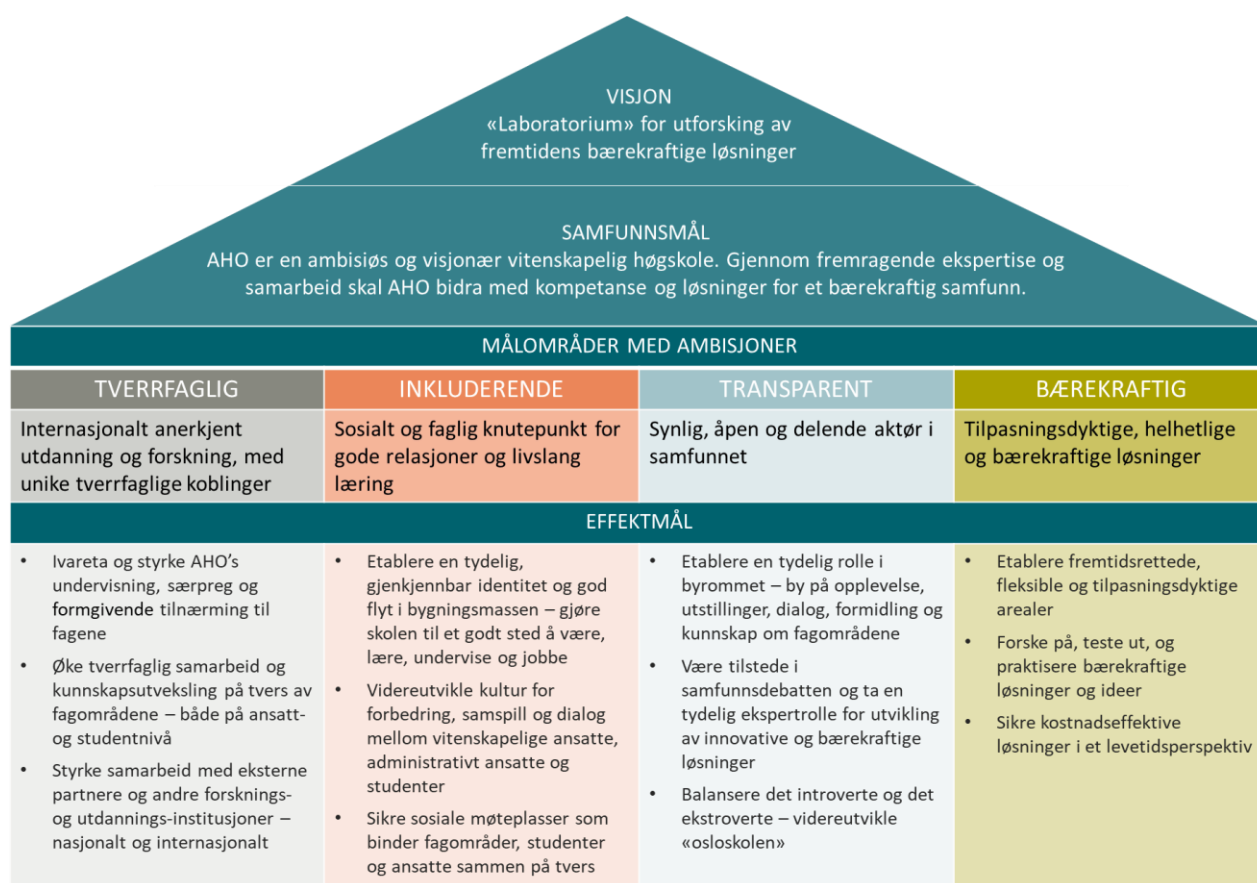 VISJON
«Laboratorium» for utforsking av
fremtidens bærekraftige løsninger
SAMFUNNSMÅL
AHO er en ambisiøs og visjonær vitenskapelig høgskole. Gjennom fremragende ekspertise og
samarbeid skal AHO bidra med kompetanse og løsninger for et bærekraftig samfunn.
MÅLOMRÅDER MED AMBISJONER
TVERRFAGLIG
Internasjonalt anerkjent
utdanning og forskning, med
unike tverrfaglige koblinger
INKLUDERENDE
Sosialt og faglig knutepunkt for
gode relasjoner og livslang
læring
TRANSPARENT
Synlig, åpen og delende aktør i
samfunnet
BÆREKRAFTIG
Tilpasningsdyktige, helhetlige
og bærekraftige løsninger
EFFEKTMÅL
• Ivareta og styrke AHO's
undervisning, særpreg og
formgivende tilnærming til
fagene
• Øke tverrfaglig samarbeid og
kunnskapsutveksling på tvers av
fagområdene – både på ansatt-
og studentnivå
• Styrke samarbeid med eksterne
partnere og andre forsknings-
og utdannings-institusjoner –
nasjonalt og internasjonalt
• Etablere en tydelig,
gjenkjennbar identitet og god
flyt i bygningsmassen – gjøre
skolen til et godt sted å være,
lære, undervise og jobbe
• Videreutvikle kultur for
forbedring, samspill og dialog
mellom vitenskapelige ansatte,
administrativt ansatte og
studenter
• Sikre sosiale møteplasser som
binder fagområder, studenter
og ansatte sammen på tvers
• Etablere en tydelig rolle i
byrommet – by på opplevelse,
utstillinger, dialog, formidling og
kunnskap om fagområdene
• Være tilstede i
samfunnsdebatten og ta en
tydelig ekspertrolle for utvikling
av innovative og bærekraftige
løsninger
• Balansere det introverte og det
ekstroverte – videreutvikle
«osloskolen»
• Etablere fremtidsrettede,
fleksible og tilpasningsdyktige
arealer
• Forske på, teste ut, og
praktisere bærekraftige
løsninger og ideer
• Sikre kostnadseffektive
løsninger i et levetidsperspektiv